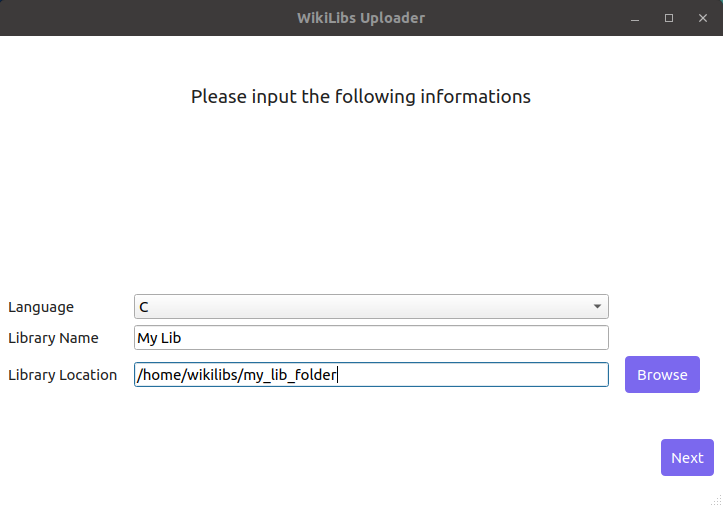 WikiLibs Uploader
Please input the following informations
Language C
Library Name My Lib
Library Location /home/wikilibs/my_lib_folder Browse
Next